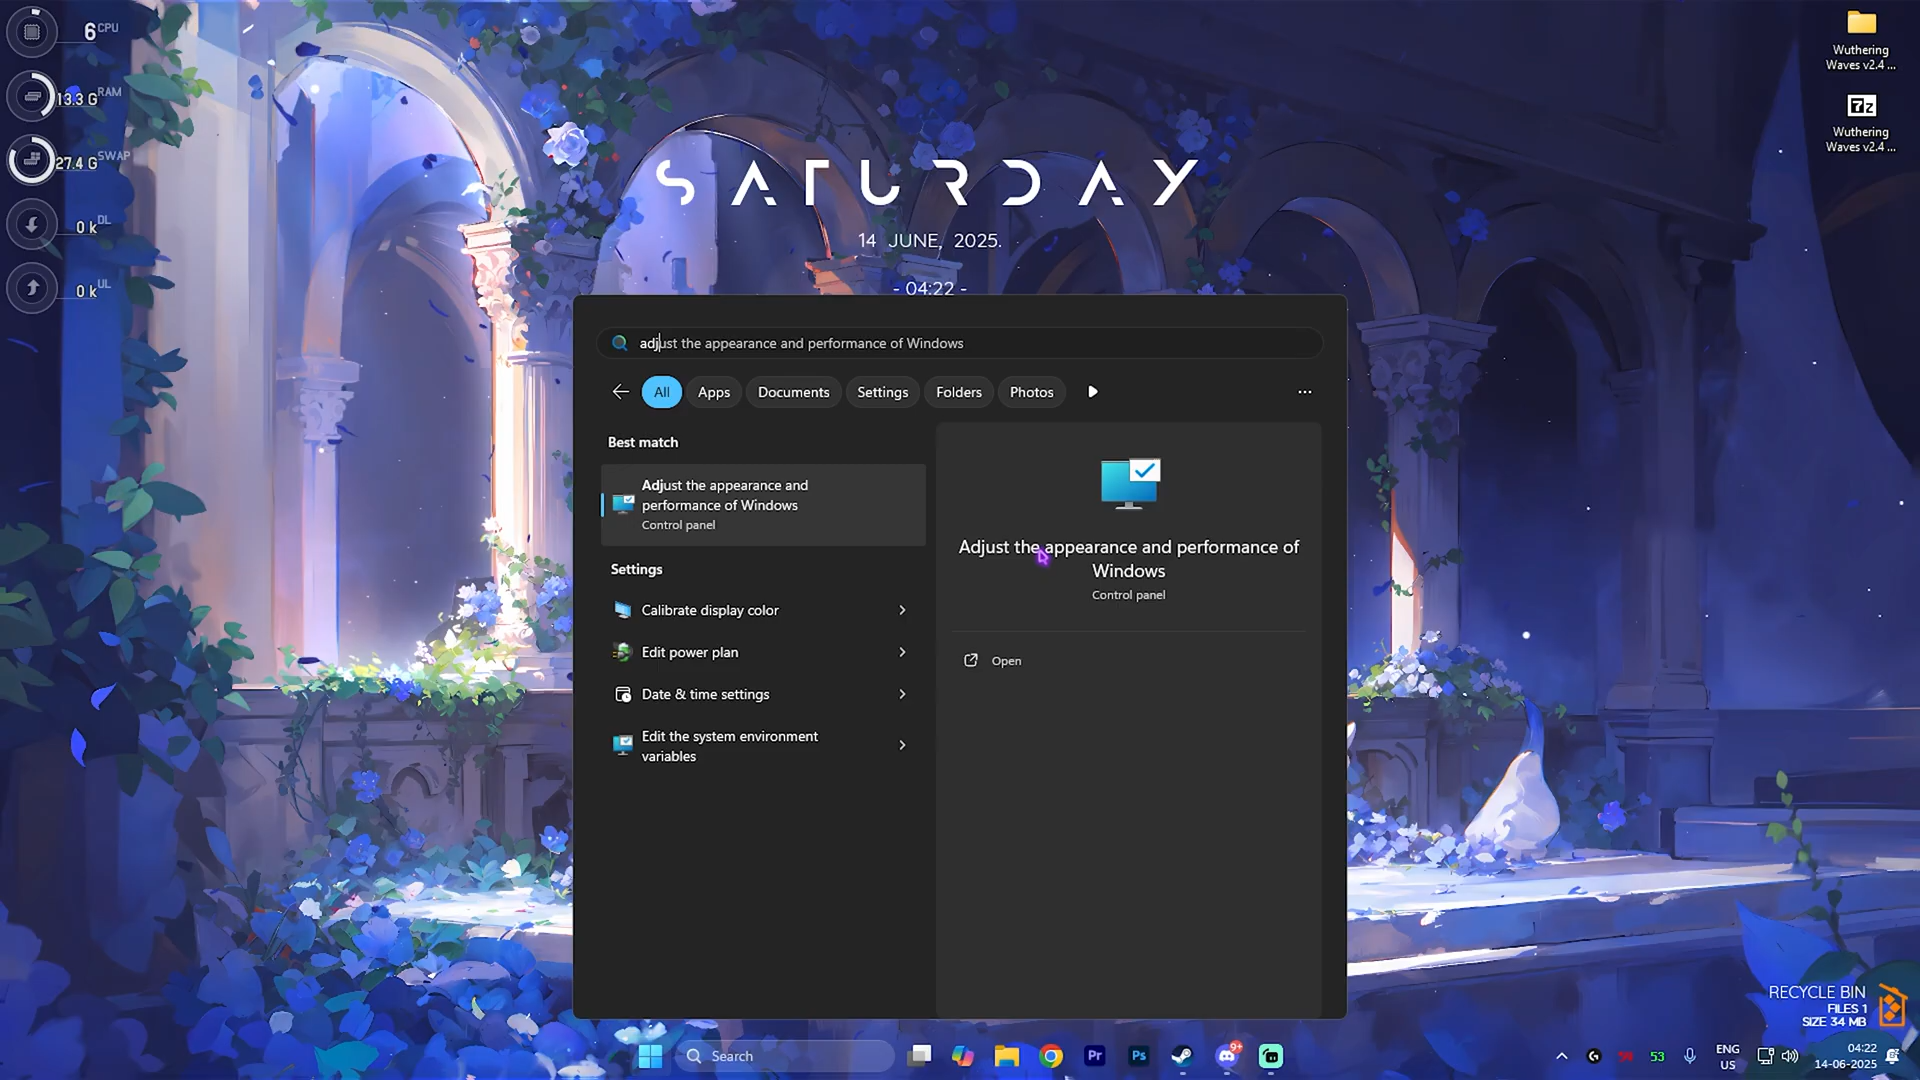 6 CPU
13.3 G RAM
27.4 G SWAP
0 k DL
0 k UL
Wuthering
Waves v2.4 ...
7z
Wuthering
Waves v2.4 ...
SATURDAY
14 JUNE, 2025.
- 04:22 -
adjust the appearance and performance of Windows
All Apps Documents Settings Folders Photos
Best match
Adjust the appearance and
performance of Windows
Control panel
Settings
Calibrate display color
Edit power plan
Date & time settings
Edit the system environment
variables
Adjust the appearance and performance of
Windows
Control panel
Open
RECYCLE BIN
FILES 1
SIZE 34 MB
Search
Pr
Ps
9+
53
ENG
US
04:22
14-06-2025